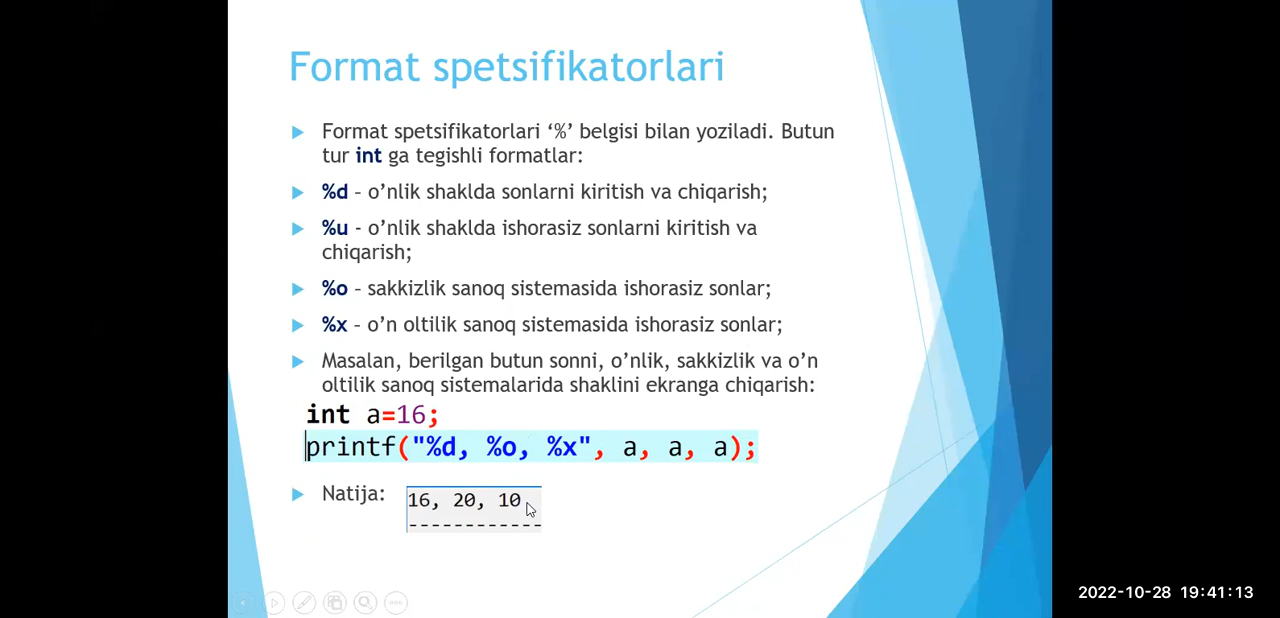 Format spetsifikatorlari
Format spetsifikatorlari ‘%’ belgisi bilan yoziladi. Butun
tur int ga tegishli formatlar:
%d – o’nlik shaklda sonlarni kiritish va chiqarish;
%u - o’nlik shaklda ishorasiz sonlarni kiritish va
chiqarish;
%o – sakkizlik sanoq sistemasida ishorasiz sonlar;
%x – o’n oltilik sanoq sistemasida ishorasiz sonlar;
Masalan, berilgan butun sonni, o’nlik, sakkizlik va o’n
oltilik sanoq sistemalarida shaklini ekranga chiqarish:
int a=16;
printf("%d, %o, %x", a, a, a);
Natija: 16, 20, 10
------------
2022-10-28 19:41:13